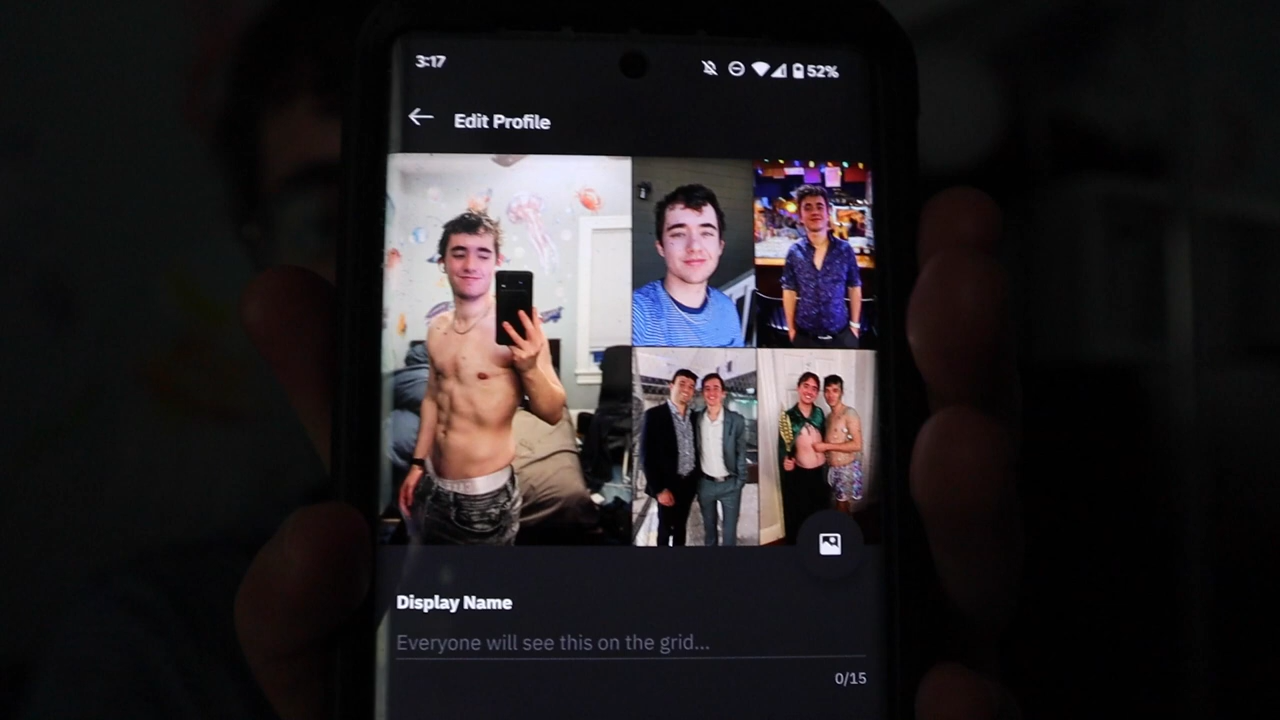 3:17
52%
Edit Profile
Display Name
Everyone will see this on the grid...
0/15